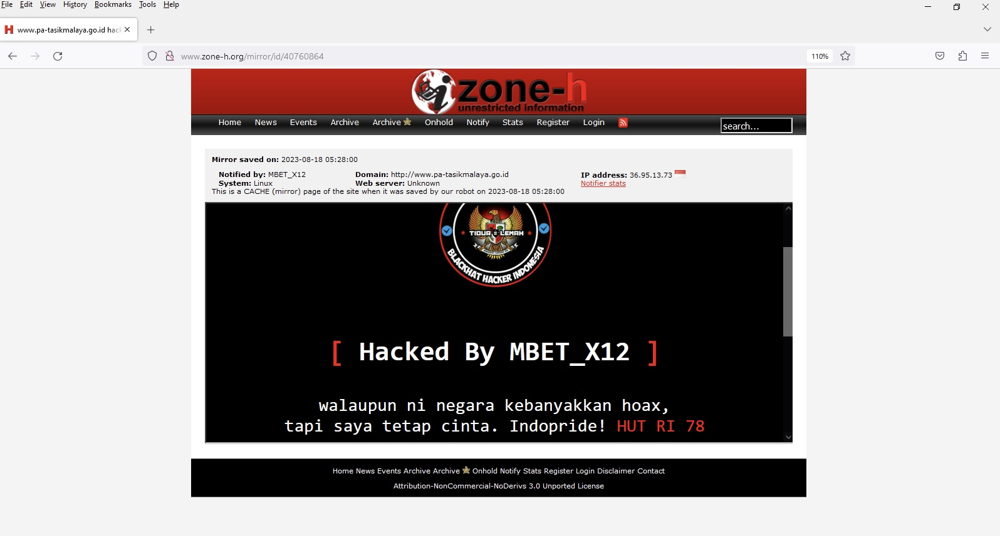 File Edit View History Bookmarks Tools Help
www.pa-tasikmalaya.go.id hack
www.zone-h.org/mirror/id/40760864
110%
zone-h
unrestricted information
Home News Events Archive Archive Onhold Notify Stats Register Login
search...
Mirror saved on: 2023-08-18 05:28:00
Notified by: MBET_X12 Domain: http://www.pa-tasikmalaya.go.id IP address: 36.95.13.73
System: Linux Web server: Unknown Notifier stats
This is a CACHE (mirror) page of the site when it was saved by our robot on 2023-08-18 05:28:00
TIDUR LEMAH
BLACKHAT HACKER INDONESIA
[ Hacked By MBET_X12 ]
walaupun ni negara kebanyakkan hoax,
tapi saya tetap cinta. Indopride! HUT RI 78
Home News Events Archive Archive Onhold Notify Stats Register Login Disclaimer Contact
Attribution-NonCommercial-NoDerivs 3.0 Unported License